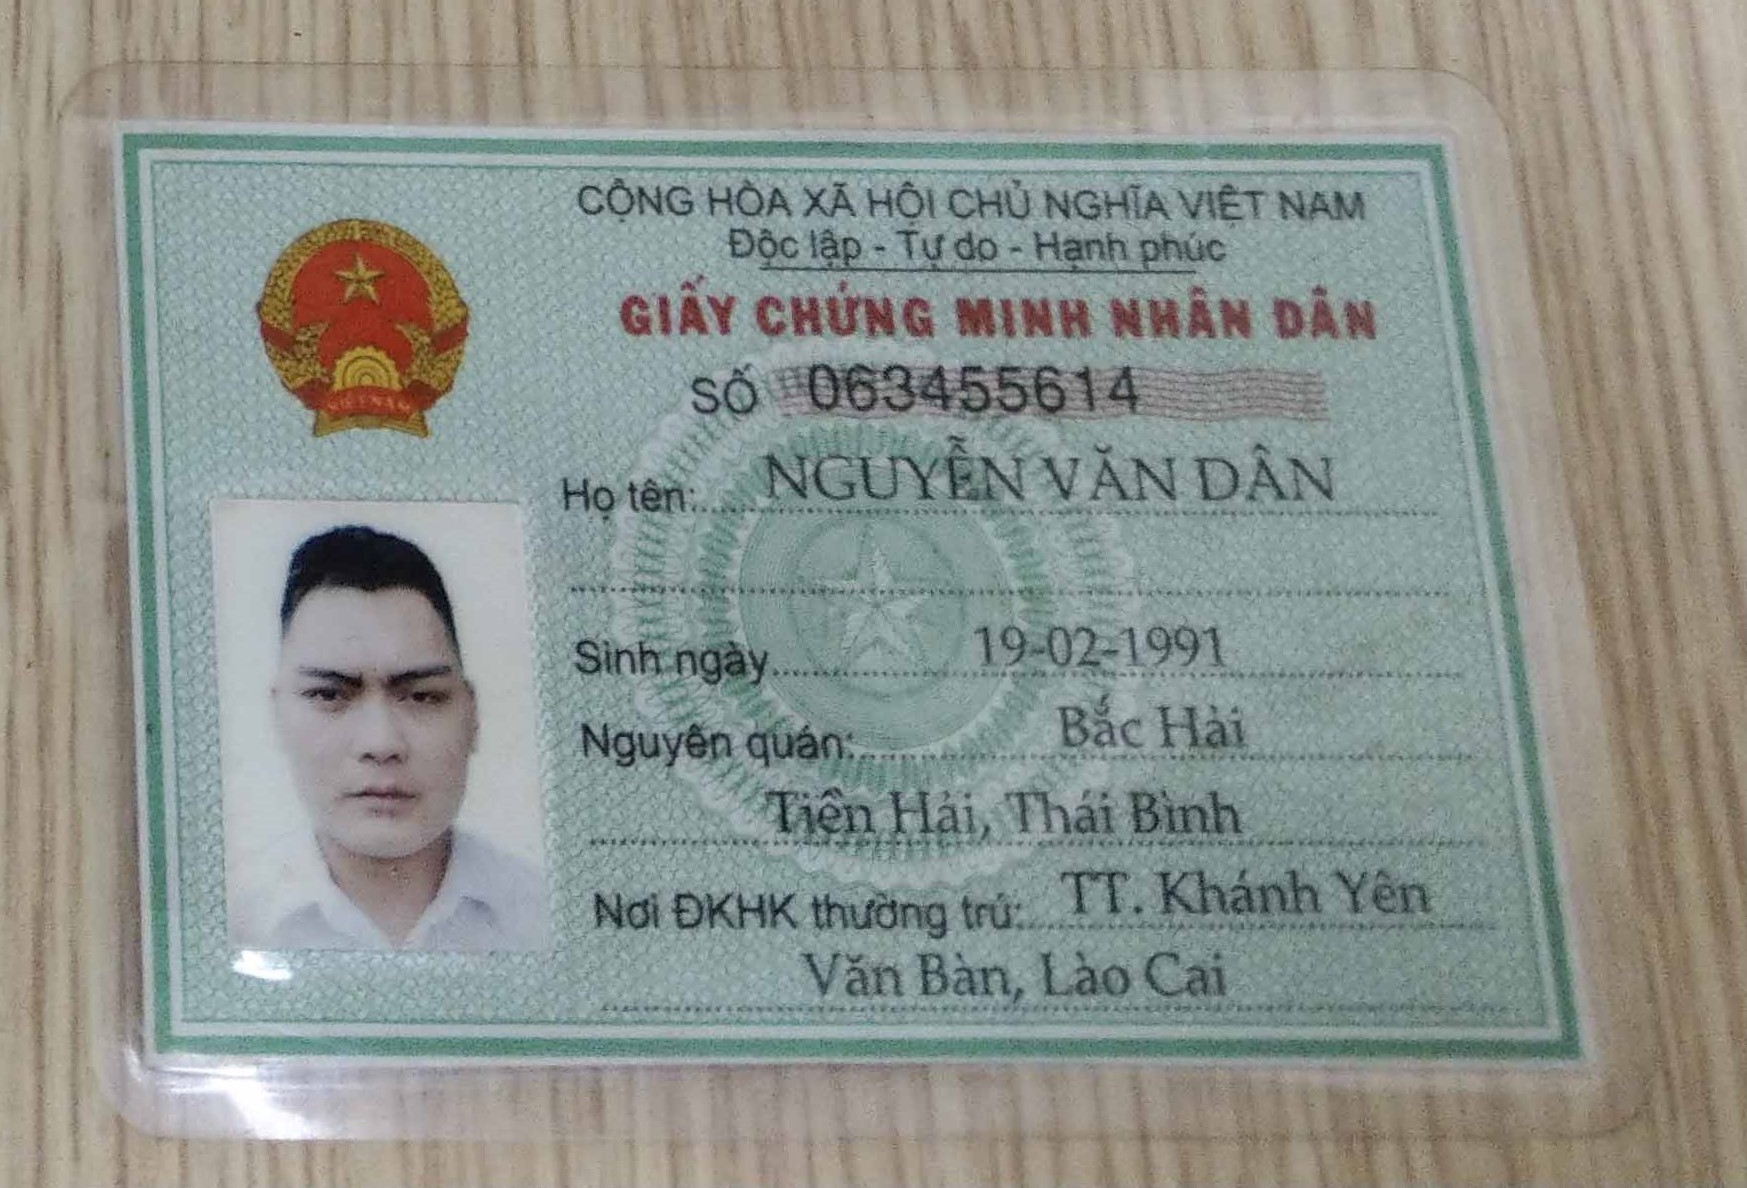 CỘNG HÒA XÃ HỘI CHỦ NGHĨA VIỆT NAM
Độc lập - Tự do - Hạnh phúc
GIẤY CHỨNG MINH NHÂN DÂN
SỐ 063455614
Họ tên: NGUYỄN VĂN DÂN
Sinh ngày 19-02-1991
Nguyên quán: Bắc Hải
Tiền Hải, Thái Bình
Nơi ĐKHK thường trú: TT. Khánh Yên
Văn Bàn, Lào Cai
VIỆT NAM